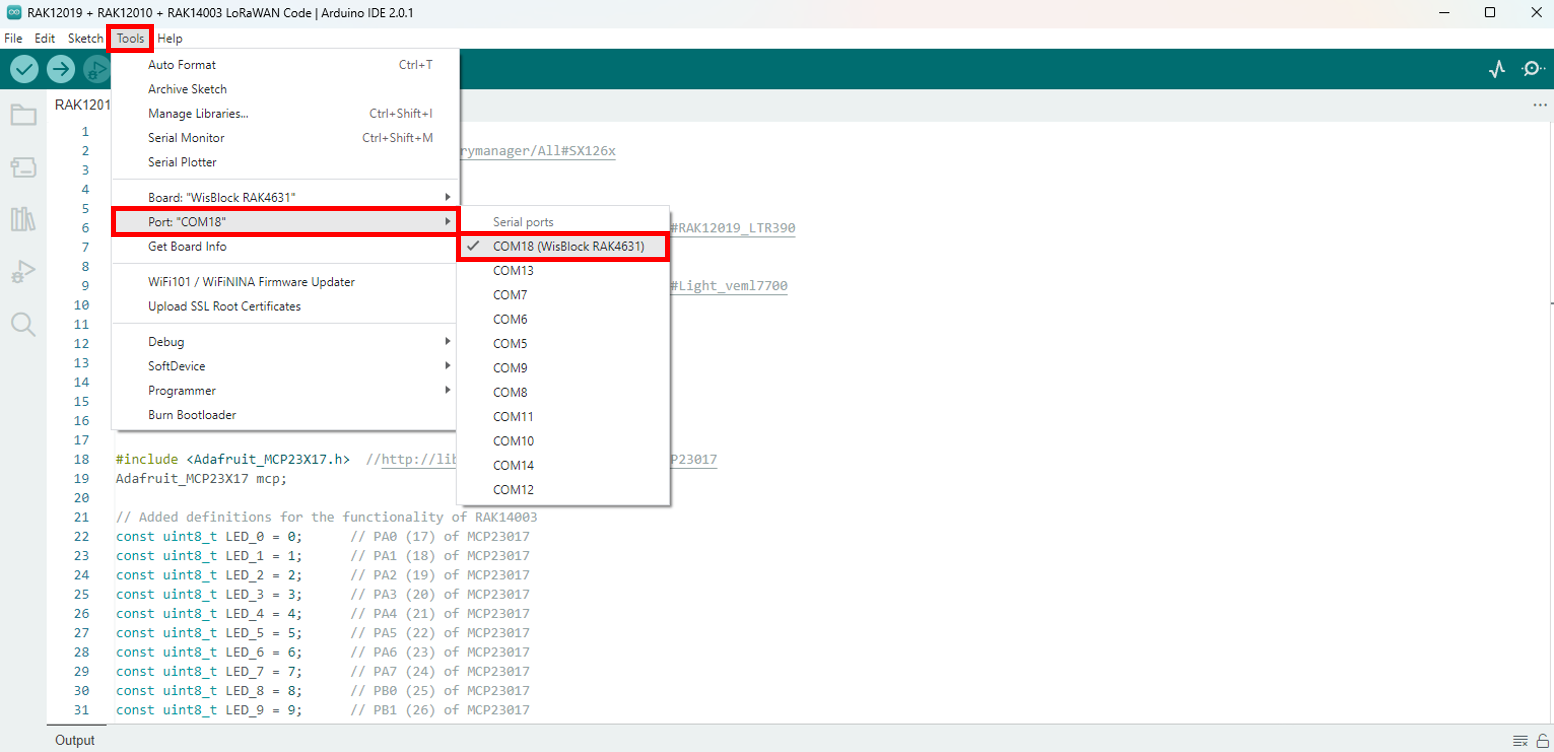 RAK12019 + RAK12010 + RAK14003 LoRaWAN Code | Arduino IDE 2.0.1
File Edit Sketch Tools Help
Auto Format Ctrl+T
Archive Sketch
Manage Libraries... Ctrl+Shift+I
Serial Monitor Ctrl+Shift+M
Serial Plotter
Board: "WisBlock RAK4631"
Port: "COM18"
Get Board Info
WiFi101 / WiFiNINA Firmware Updater
Upload SSL Root Certificates
Debug
SoftDevice
Programmer
Burn Bootloader
Serial ports
COM18 (WisBlock RAK4631)
COM13
COM7
COM6
COM5
COM9
COM8
COM11
COM10
COM14
COM12
RAK1201
1
2 rymanager/All#SX126x
3
4
5
6 #RAK12019_LTR390
7
8
9 #Light_veml7700
10
11
12
13
14
15
16
17
18 #include <Adafruit_MCP23X17.h> //http://lib P23017
19 Adafruit_MCP23X17 mcp;
20
21 // Added definitions for the functionality of RAK14003
22 const uint8_t LED_0 = 0; // PA0 (17) of MCP23017
23 const uint8_t LED_1 = 1; // PA1 (18) of MCP23017
24 const uint8_t LED_2 = 2; // PA2 (19) of MCP23017
25 const uint8_t LED_3 = 3; // PA3 (20) of MCP23017
26 const uint8_t LED_4 = 4; // PA4 (21) of MCP23017
27 const uint8_t LED_5 = 5; // PA5 (22) of MCP23017
28 const uint8_t LED_6 = 6; // PA6 (23) of MCP23017
29 const uint8_t LED_7 = 7; // PA7 (24) of MCP23017
30 const uint8_t LED_8 = 8; // PB0 (25) of MCP23017
31 const uint8_t LED_9 = 9; // PB1 (26) of MCP23017
Output